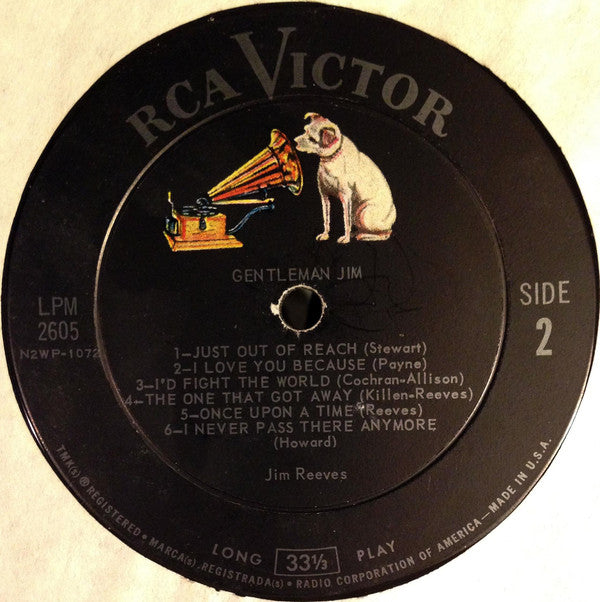 RCA VICTOR
GENTLEMAN JIM
LPM
2605
N2WP-1072
SIDE
2
1—JUST OUT OF REACH (Stewart)
2—I LOVE YOU BECAUSE (Payne)
3—I'D FIGHT THE WORLD (Cochran-Allison)
4—THE ONE THAT GOT AWAY (Killen-Reeves)
5—ONCE UPON A TIME (Reeves)
6—I NEVER PASS THERE ANYMORE
(Howard)
Jim Reeves
LONG 33⅓ PLAY
TMK(s) ® REGISTERED • MARCA(s) REGISTRADA(s) • RADIO CORPORATION OF AMERICA—MADE IN U.S.A.